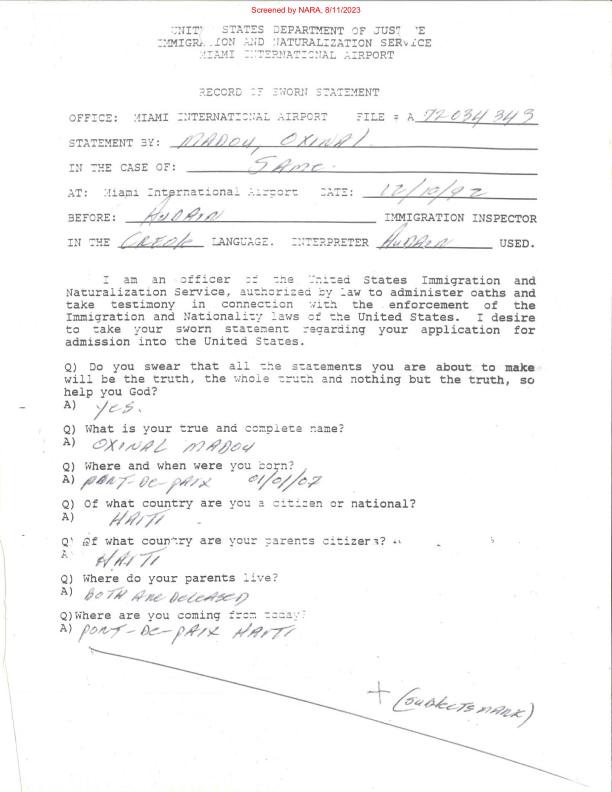 Screened by NARA, 8/11/2023
UNITED STATES DEPARTMENT OF JUSTICE
IMMIGRATION AND NATURALIZATION SERVICE
MIAMI INTERNATIONAL AIRPORT
RECORD OF SWORN STATEMENT
OFFICE: MIAMI INTERNATIONAL AIRPORT FILE # A 72 034 343
STATEMENT BY: MADOU, OXINAL
IN THE CASE OF: SAME.
AT: Miami International Airport DATE: 12/10/92
BEFORE: AUDAIN IMMIGRATION INSPECTOR
IN THE CREOLE LANGUAGE. INTERPRETER AUDAIN USED.
I am an officer of the United States Immigration and
Naturalization Service, authorized by law to administer oaths and
take testimony in connection with the enforcement of the
Immigration and Nationality laws of the United States. I desire
to take your sworn statement regarding your application for
admission into the United States.
Q) Do you swear that all the statements you are about to make
will be the truth, the whole truth and nothing but the truth, so
help you God?
A) YES.
Q) What is your true and complete name?
A) OXINAL MADOU
Q) Where and when were you born?
A) PONT-DE-PAIX 01/01/07
Q) Of what country are you a citizen or national?
A) HAITI
Q) Of what country are your parents citizens?
A) HAITI
Q) Where do your parents live?
A) BOTH ARE DECEASED
Q)Where are you coming from today?
A) PONT-DE-PAIX HAITI
+ (SUBJECTS MARK)